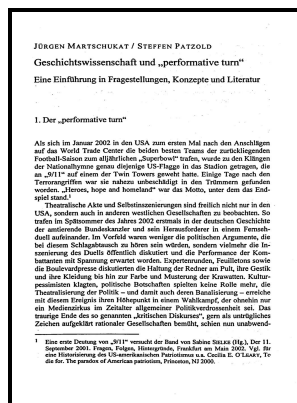 JÜRGEN MARTSCHUKAT / STEFFEN PATZOLD
Geschichtswissenschaft und „performative turn“
Eine Einführung in Fragestellungen, Konzepte und Literatur
1. Der „performative turn“
Als sich im Januar 2002 in den USA zum ersten Mal nach den Anschlägen
auf das World Trade Center die beiden besten Teams der zurückliegenden
Football-Saison zum alljährlichen „Superbowl“ trafen, wurde zu den Klängen
der Nationalhymne genau diejenige US-Flagge in das Stadion getragen, die
an „9/11“ auf einem der Twin Towers geweht hatte. Einige Tage nach den
Terrorangriffen war sie nahezu unbeschädigt in den Trümmern gefunden
worden. „Heroes, hope and homeland“ war das Motto, unter dem das End-
spiel stand.¹
Theatralische Akte und Selbstinszenierungen sind freilich nicht nur in den
USA, sondern auch in anderen westlichen Gesellschaften zu beobachten. So
trafen im Spätsommer des Jahres 2002 erstmals in der deutschen Geschichte
der amtierende Bundeskanzler und sein Herausforderer in einem Fernseh-
duell aufeinander. Im Vorfeld waren weniger die politischen Argumente, die
bei diesem Schlagabtausch zu hören sein würden, sondern vielmehr die In-
szenierung des Duells öffentlich diskutiert und die Performance der Kom-
battanten mit Spannung erwartet worden. Expertenrunden, Feuilletons sowie
die Boulevardpresse diskutierten die Haltung der Redner am Pult, ihre Gestik
und ihre Kleidung bis hin zur Farbe und Musterung der Krawatten. Kultur-
pessimisten klagten, politische Botschaften spielten keine Rolle mehr, die
Theatralisierung der Politik – und damit auch deren Banalisierung – erreiche
mit diesem Ereignis ihren Höhepunkt in einem Wahlkampf, der ohnehin nur
ein Medienzirkus im Zeitalter allgemeiner Politikverdrossenheit sei. Das
traurige Ende des so genannten „kritischen Diskurses“, gern als untrügliches
Zeichen aufgeklärt rationaler Gesellschaften bemüht, schien nun unabwend-
¹ Eine erste Deutung von „9/11“ versucht der Band von Sabine SIELKE (Hg.), Der 11.
September 2001. Fragen, Folgen, Hintergründe, Frankfurt am Main 2002. Vgl. für
eine Historisierung des US-amerikanischen Patriotismus u.a. Cecilia E. O'LEARY, To
die for. The paradox of American patriotism, Princeton, NJ 2000.